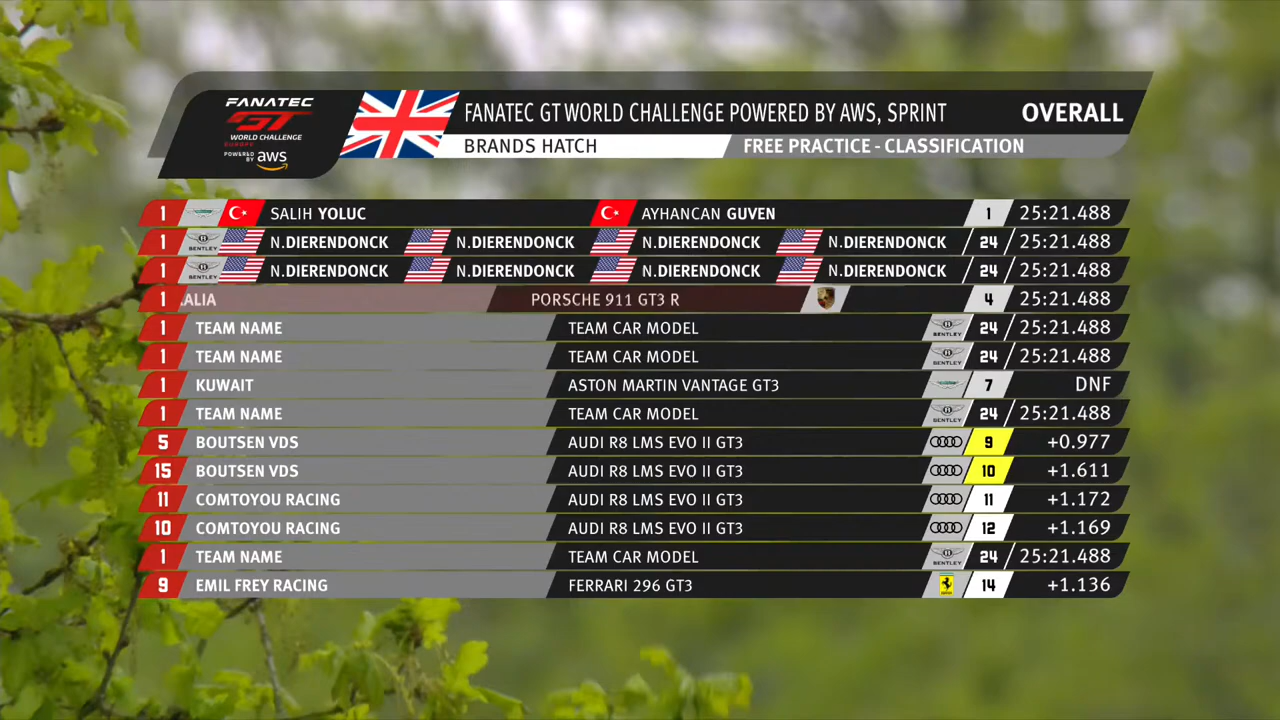 FANATEC
GT
WORLD CHALLENGE
EUROPE
POWERED BY aws
FANATEC GT WORLD CHALLENGE POWERED BY AWS, SPRINT OVERALL
BRANDS HATCH FREE PRACTICE - CLASSIFICATION
1 SALIH YOLUC AYHANCAN GUVEN 1 25:21.488
1 BENTLEY N.DIERENDONCK N.DIERENDONCK N.DIERENDONCK N.DIERENDONCK 24 25:21.488
1 BENTLEY N.DIERENDONCK N.DIERENDONCK N.DIERENDONCK N.DIERENDONCK 24 25:21.488
1 ALIA PORSCHE 911 GT3 R 4 25:21.488
1 TEAM NAME TEAM CAR MODEL BENTLEY 24 25:21.488
1 TEAM NAME TEAM CAR MODEL BENTLEY 24 25:21.488
1 KUWAIT ASTON MARTIN VANTAGE GT3 7 DNF
1 TEAM NAME TEAM CAR MODEL BENTLEY 24 25:21.488
5 BOUTSEN VDS AUDI R8 LMS EVO II GT3 9 +0.977
15 BOUTSEN VDS AUDI R8 LMS EVO II GT3 10 +1.611
11 COMTOYOU RACING AUDI R8 LMS EVO II GT3 11 +1.172
10 COMTOYOU RACING AUDI R8 LMS EVO II GT3 12 +1.169
1 TEAM NAME TEAM CAR MODEL BENTLEY 24 25:21.488
9 EMIL FREY RACING FERRARI 296 GT3 14 +1.136